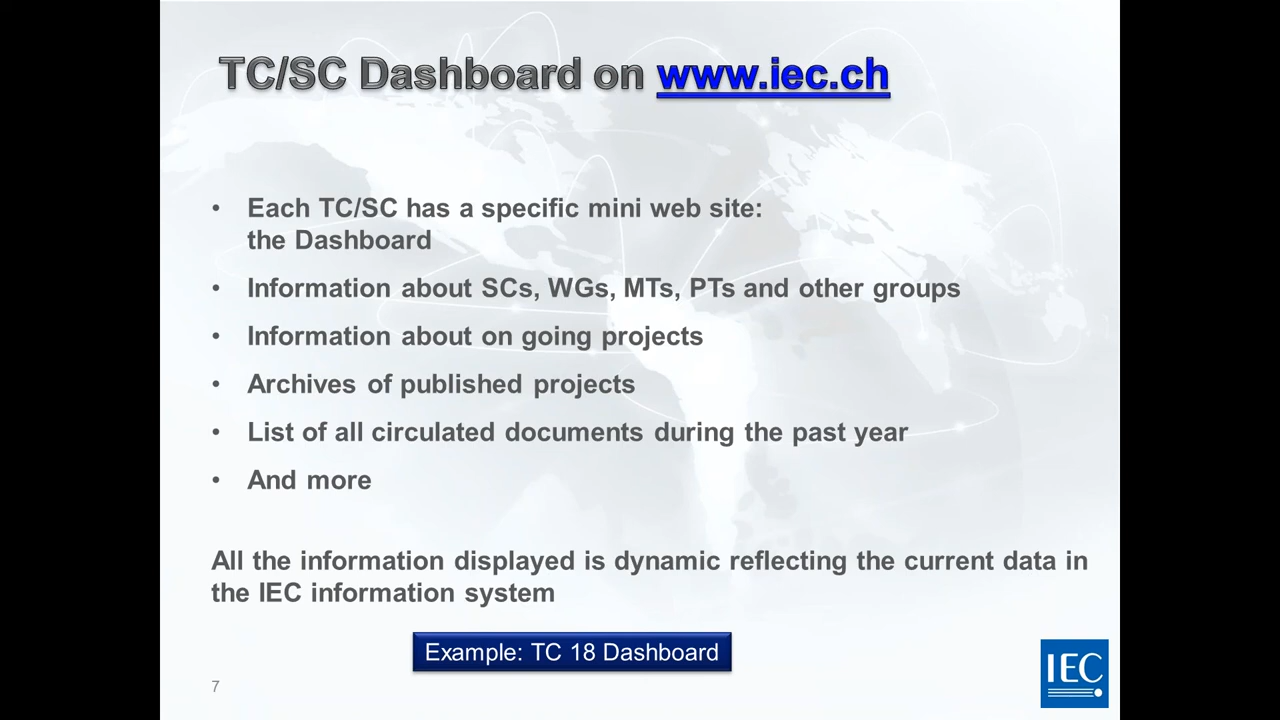 TC/SC Dashboard on www.iec.ch
• Each TC/SC has a specific mini web site:
the Dashboard
• Information about SCs, WGs, MTs, PTs and other groups
• Information about on going projects
• Archives of published projects
• List of all circulated documents during the past year
• And more
All the information displayed is dynamic reflecting the current data in
the IEC information system
Example: TC 18 Dashboard
7
IEC